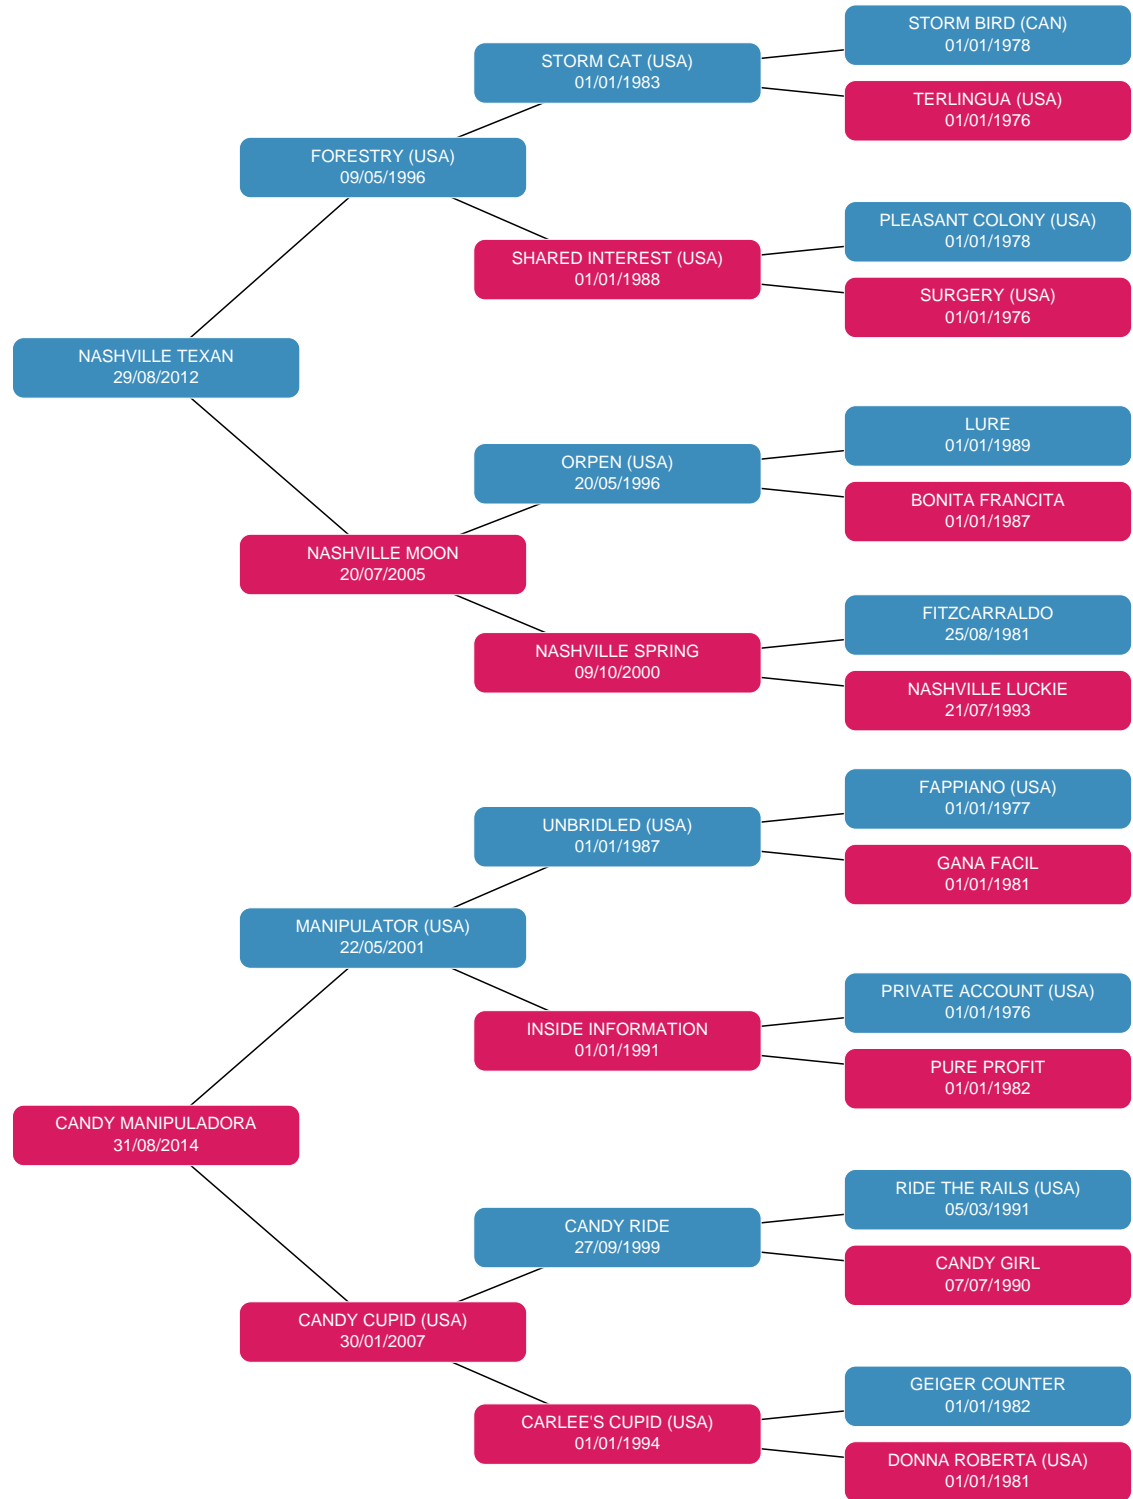 STORM BIRD (CAN)
01/01/1978
STORM CAT (USA)
01/01/1983
TERLINGUA (USA)
01/01/1976
FORESTRY (USA)
09/05/1996
PLEASANT COLONY (USA)
01/01/1978
SHARED INTEREST (USA)
01/01/1988
SURGERY (USA)
01/01/1976
NASHVILLE TEXAN
29/08/2012
LURE
01/01/1989
ORPEN (USA)
20/05/1996
BONITA FRANCITA
01/01/1987
NASHVILLE MOON
20/07/2005
FITZCARRALDO
25/08/1981
NASHVILLE SPRING
09/10/2000
NASHVILLE LUCKIE
21/07/1993
FAPPIANO (USA)
01/01/1977
UNBRIDLED (USA)
01/01/1987
GANA FACIL
01/01/1981
MANIPULATOR (USA)
22/05/2001
PRIVATE ACCOUNT (USA)
01/01/1976
INSIDE INFORMATION
01/01/1991
PURE PROFIT
01/01/1982
CANDY MANIPULADORA
31/08/2014
RIDE THE RAILS (USA)
05/03/1991
CANDY RIDE
27/09/1999
CANDY GIRL
07/07/1990
CANDY CUPID (USA)
30/01/2007
GEIGER COUNTER
01/01/1982
CARLEE'S CUPID (USA)
01/01/1994
DONNA ROBERTA (USA)
01/01/1981